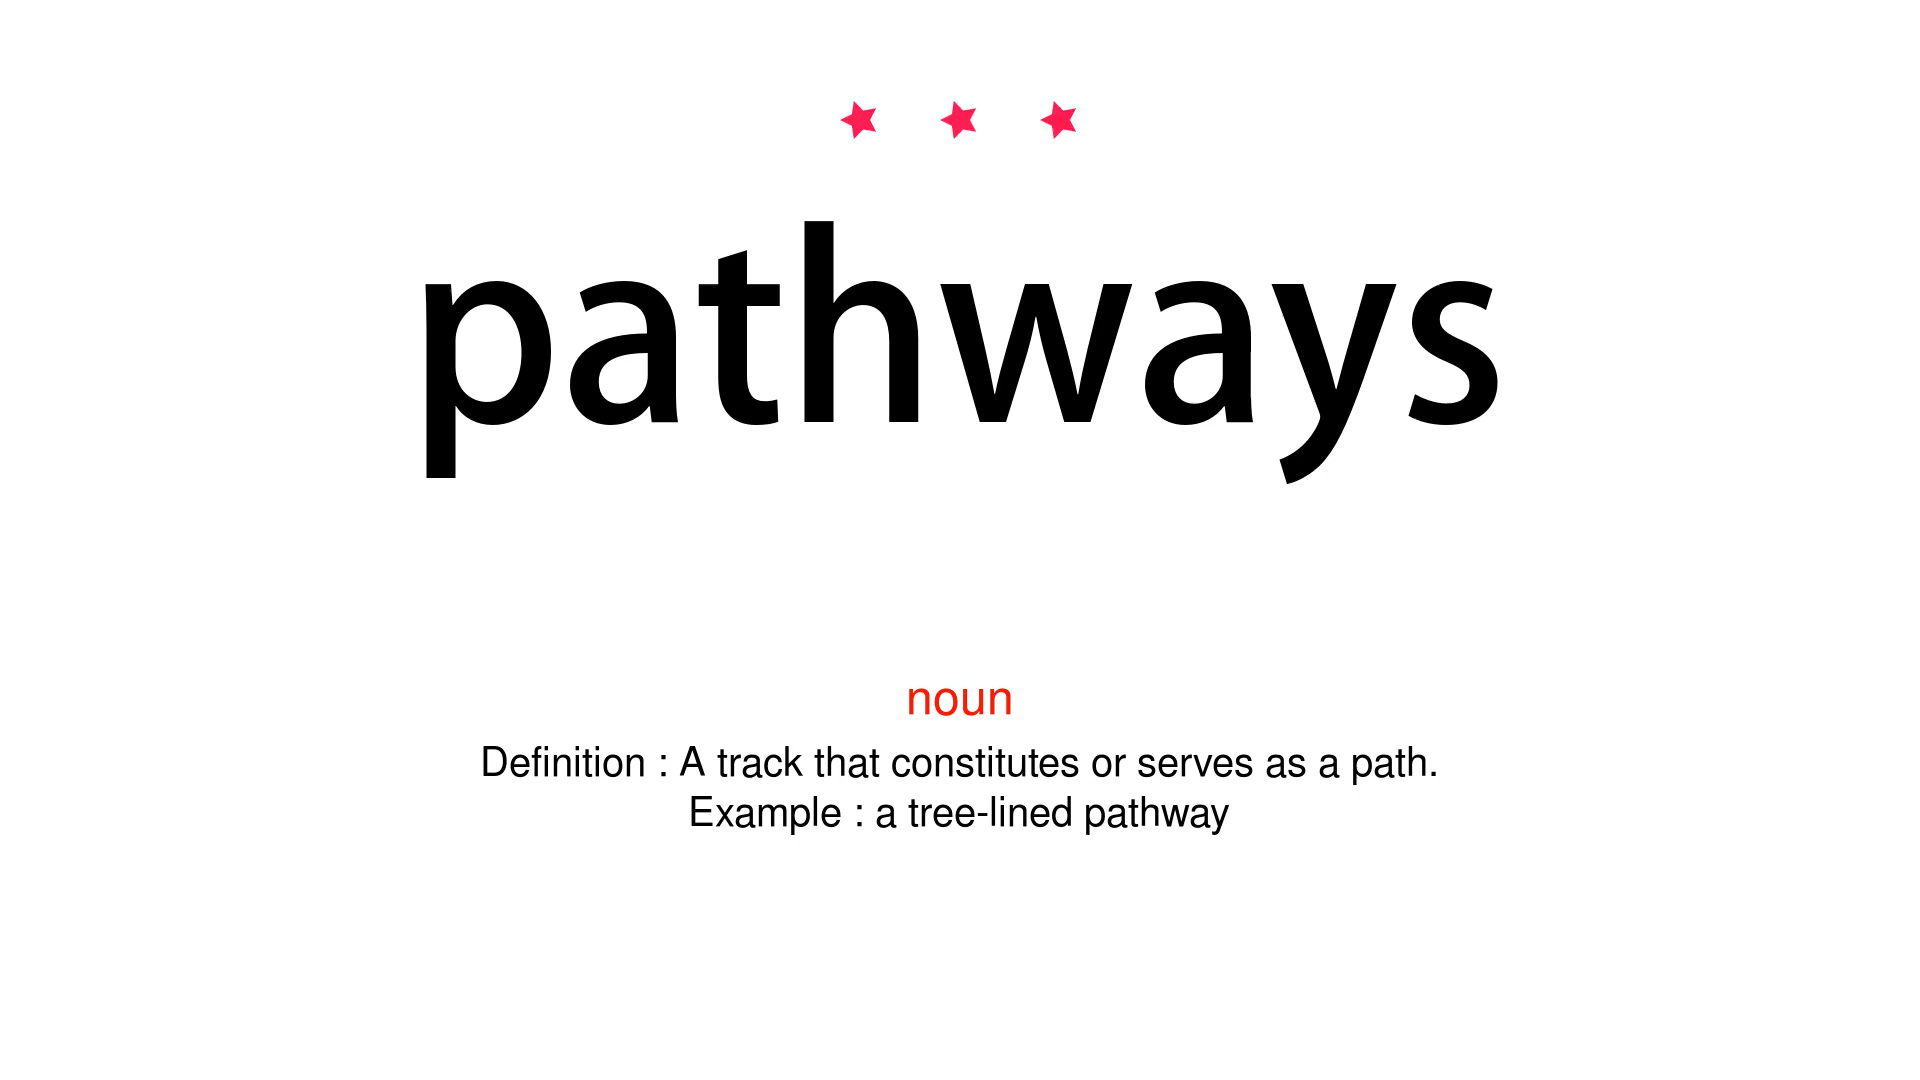 pathways
noun
Definition : A track that constitutes or serves as a path.
Example : a tree-lined pathway